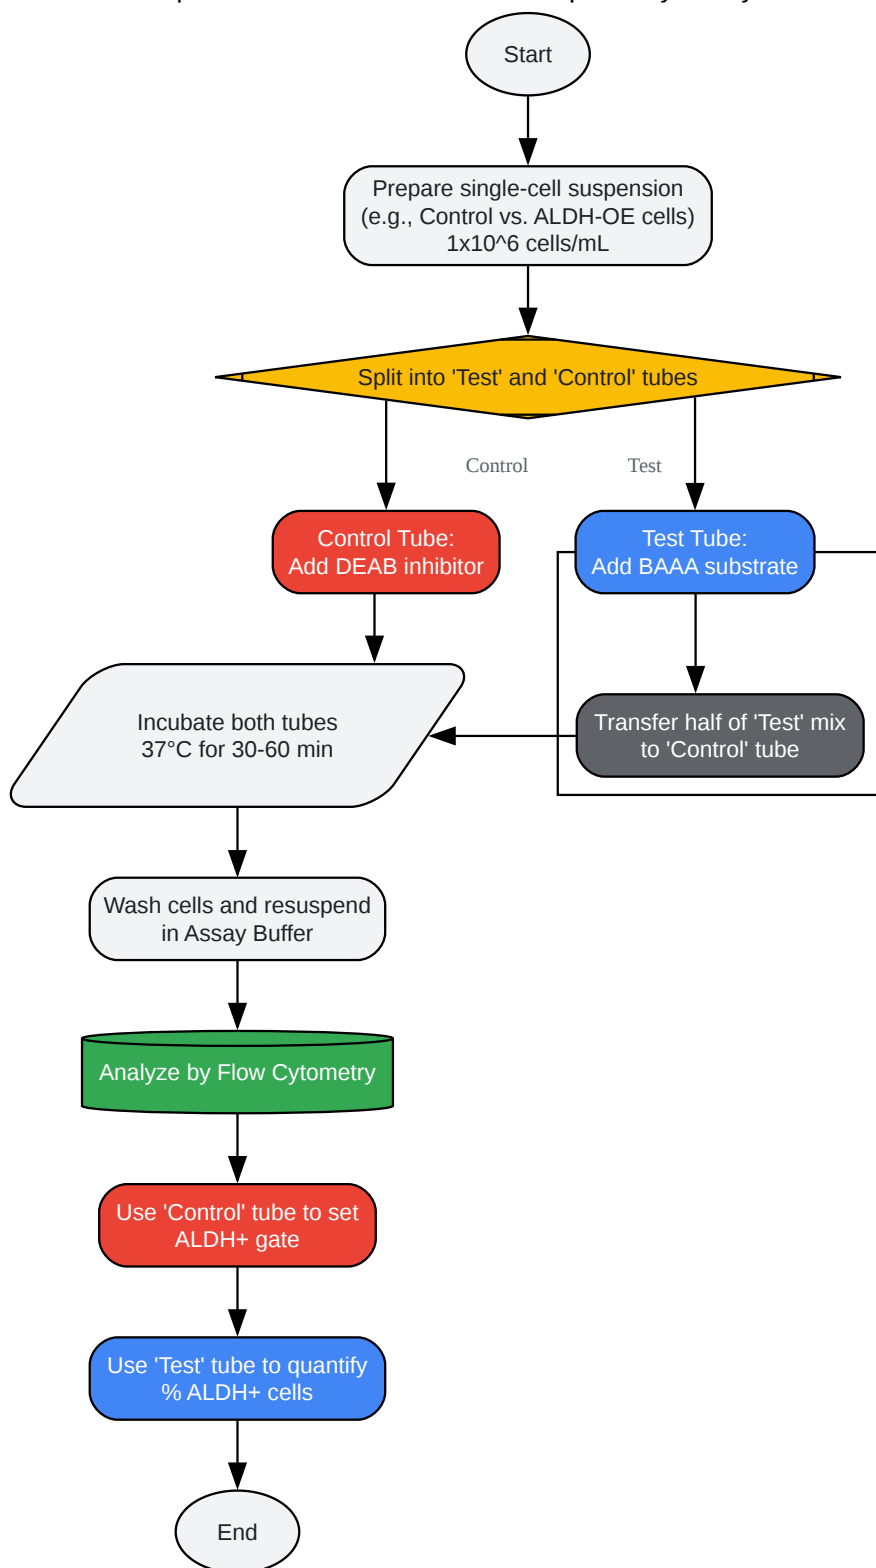 Start
Prepare single-cell suspension
(e.g., Control vs. ALDH-OE cells)
1x10^6 cells/mL
Split into 'Test' and 'Control' tubes
Control
Test
Control Tube:
Add DEAB inhibitor
Test Tube:
Add BAAA substrate
Transfer half of 'Test' mix
to 'Control' tube
Incubate both tubes
37°C for 30-60 min
Wash cells and resuspend
in Assay Buffer
Analyze by Flow Cytometry
Use 'Control' tube to set
ALDH+ gate
Use 'Test' tube to quantify
% ALDH+ cells
End